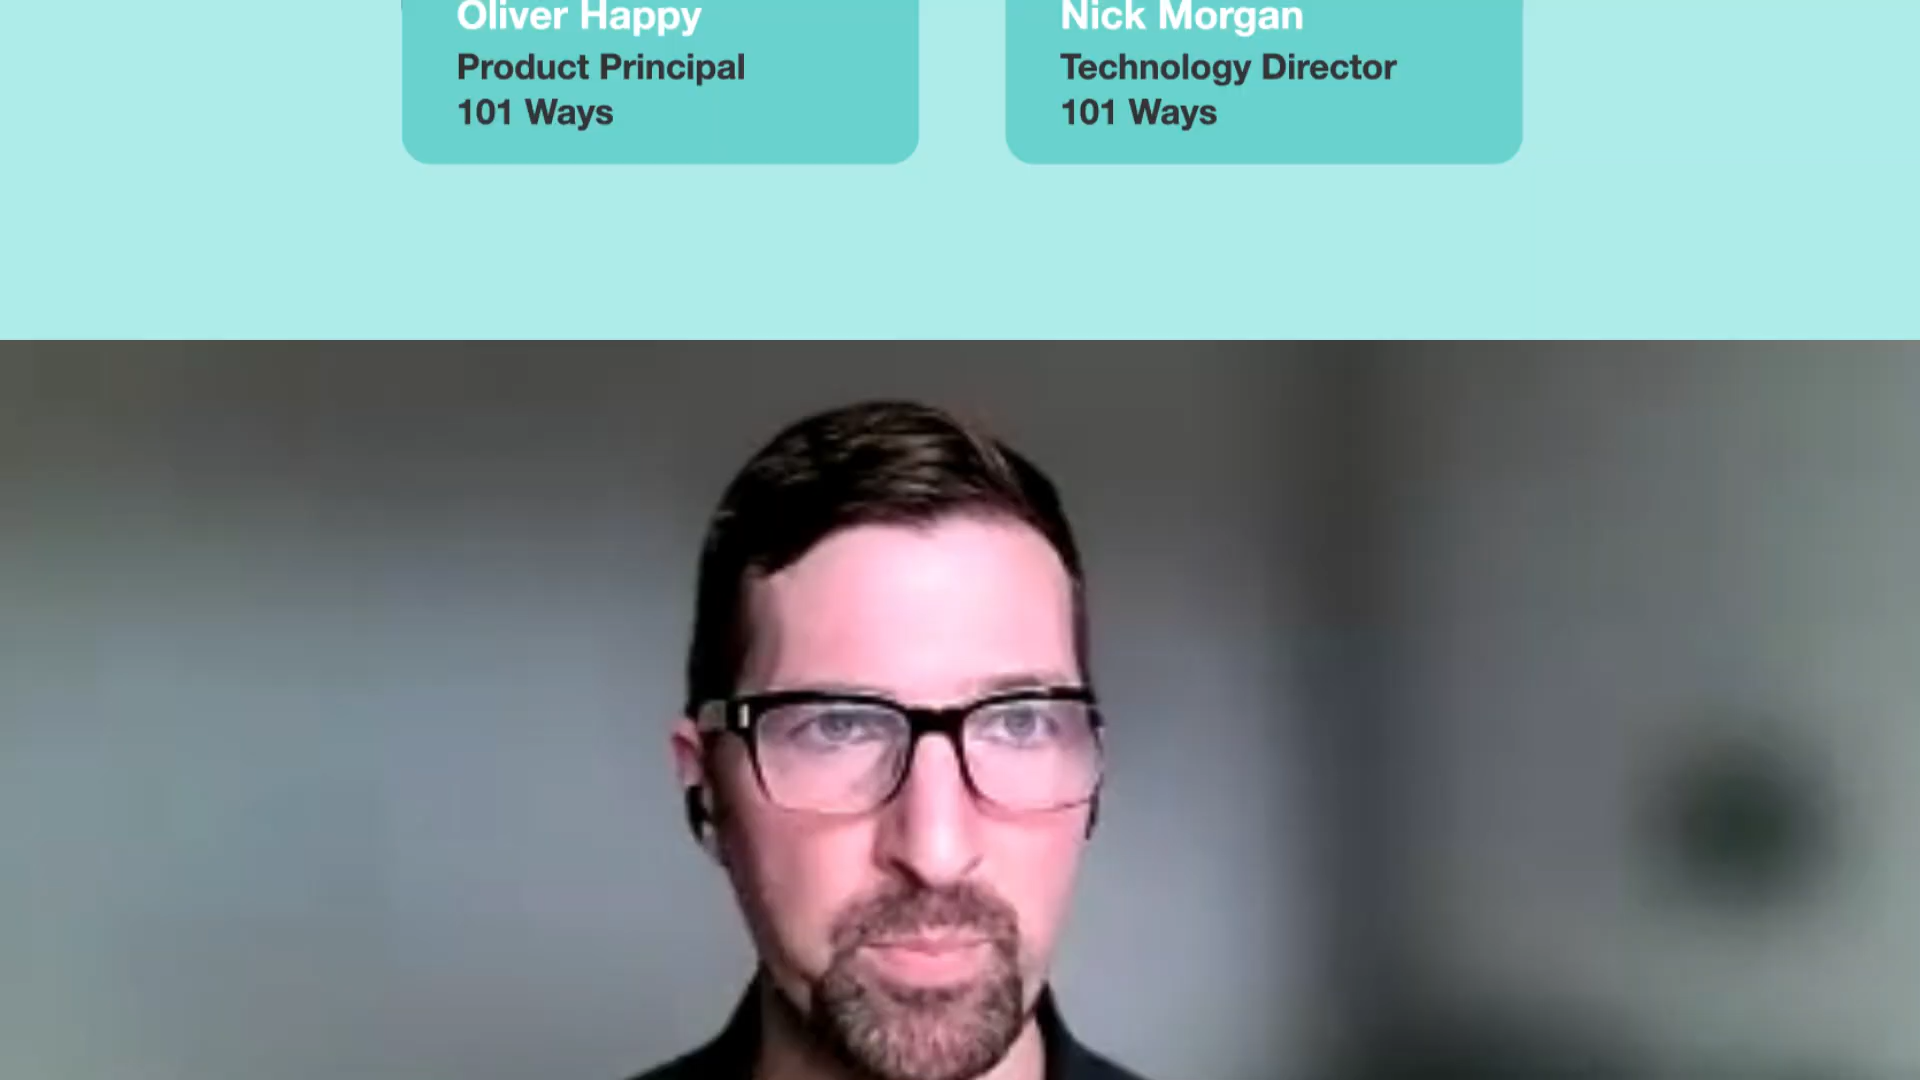 Oliver Happy
Product Principal
101 Ways
Nick Morgan
Technology Director
101 Ways